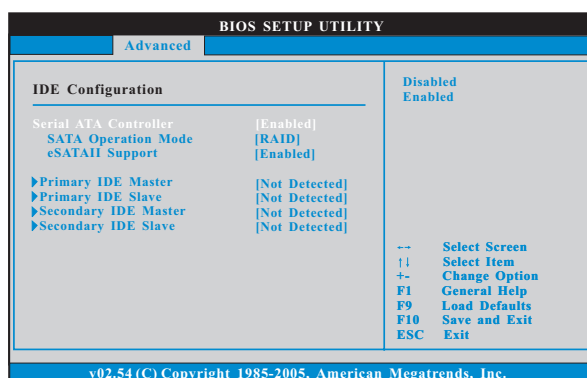 BIOS SETUP UTILITY
Advanced
IDE Configuration
Serial ATA Controller [Enabled]
SATA Operation Mode [RAID]
eSATAII Support [Enabled]
Primary IDE Master [Not Detected]
Primary IDE Slave [Not Detected]
Secondary IDE Master [Not Detected]
Secondary IDE Slave [Not Detected]
Disabled
Enabled
←→ Select Screen
↑↓ Select Item
+- Change Option
F1 General Help
F9 Load Defaults
F10 Save and Exit
ESC Exit
v02.54 (C) Copyright 1985-2005, American Megatrends, Inc.